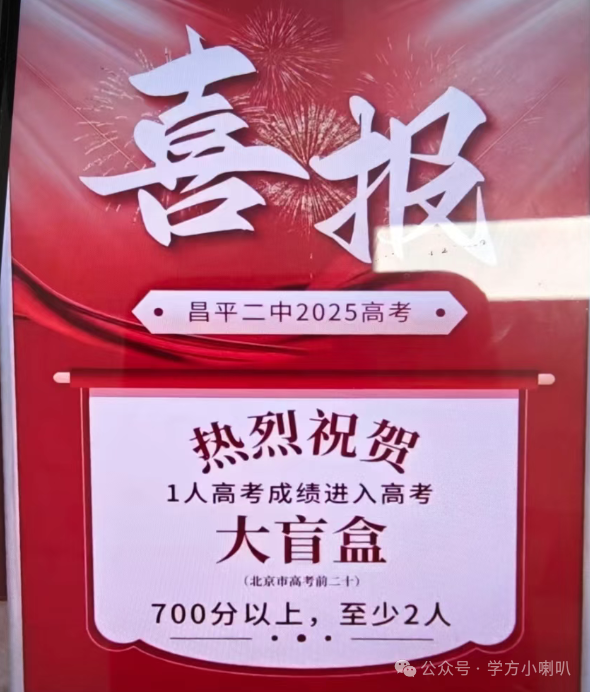 喜报
昌平二中2025高考
热烈祝贺
1人高考成绩进入高考
大盲盒
（北京市高考前二十）
700分以上，至少2人
公众号·学方小喇叭